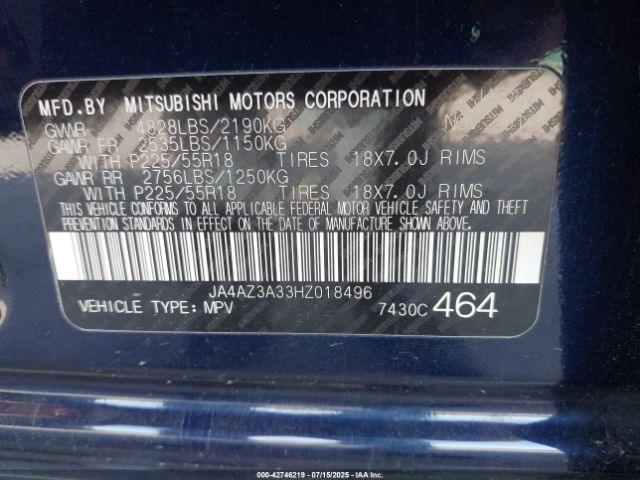 MFD.BY MITSUBISHI MOTORS CORPORATION
GVWR 4828LBS/2190KG NOV
GAWR FR 2535LBS/1150KG
WITH P225/55R18 TIRES 18X7.0J RIMS
GAWR RR 2756LBS/1250KG
WITH P225/55R18 TIRES 18X7.0J RIMS
THIS VEHICLE CONFORMS TO ALL APPLICABLE FEDERAL MOTOR VEHICLE SAFETY AND THEFT
PREVENTION STANDARDS IN EFFECT ON THE DATE OF MANUFACTURE SHOWN ABOVE.
JA4AZ3A33HZ018496
VEHICLE TYPE: MPV 7430C 464
000-42746219 - 07/15/2025 - IAAI.COM